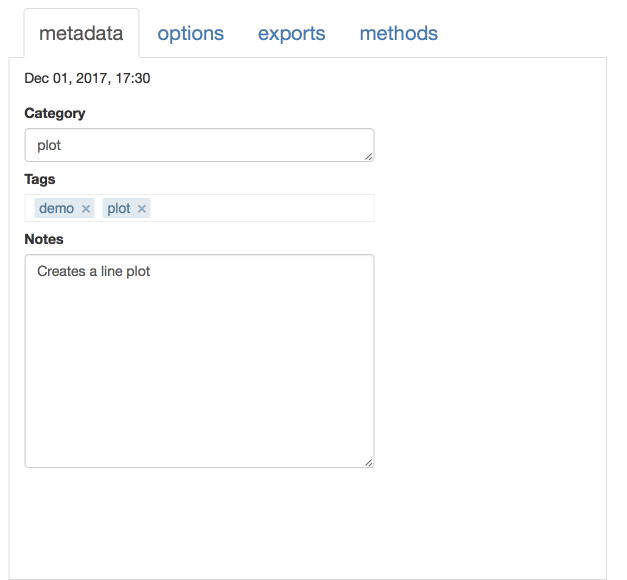 metadata options exports methods
Dec 01, 2017, 17:30
Category
plot
Tags
demo × plot ×
Notes
Creates a line plot